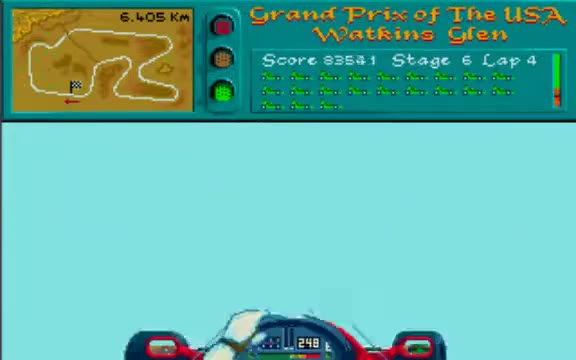 6.405 Km
Grand Prix of The USA
Watkins Glen
Score 83541 Stage 6 Lap 4
248